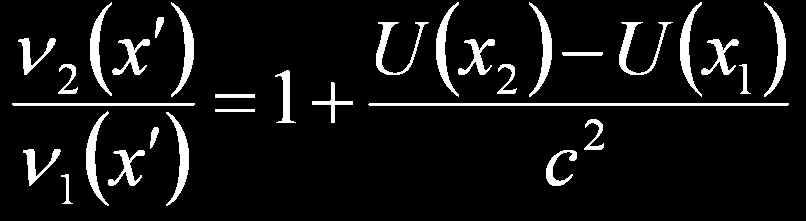 ν₂(x′)/ν₁(x′) = 1 + (U(x₂) − U(x₁))/c²